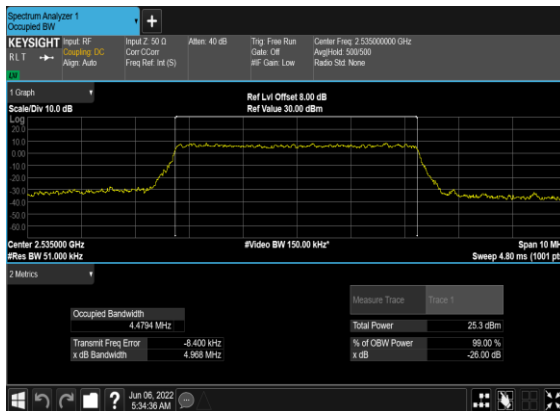 Spectrum Analyzer 1
Occupied BW
KEYSIGHT
Input: RF
Coupling: DC
Align: Auto
Input Z: 50 Ω
Corr CCorr
Freq Ref: Int (S)
Atten: 40 dB
Trig: Free Run
Gate: Off
#IF Gain: Low
Center Freq: 2.535000000 GHz
Avg|Hold: 500/500
Radio Std: None
R L T
1 Graph
Scale/Div 10.0 dB
Ref Lvl Offset 8.00 dB
Ref Value 30.00 dBm
Log
20.0
10.0
0.00
-10.0
-20.0
-30.0
-40.0
-50.0
-60.0
Center 2.535000 GHz
#Res BW 51.000 kHz
#Video BW 150.00 kHz*
Span 10 MH
Sweep 4.80 ms (1001 pts
2 Metrics
Measure Trace Trace 1
Occupied Bandwidth
4.4794 MHz
Total Power 25.3 dBm
Transmit Freq Error -8.400 kHz
% of OBW Power 99.00 %
x dB Bandwidth 4.968 MHz
x dB -26.00 dB
Jun 06, 2022
5:34:36 AM